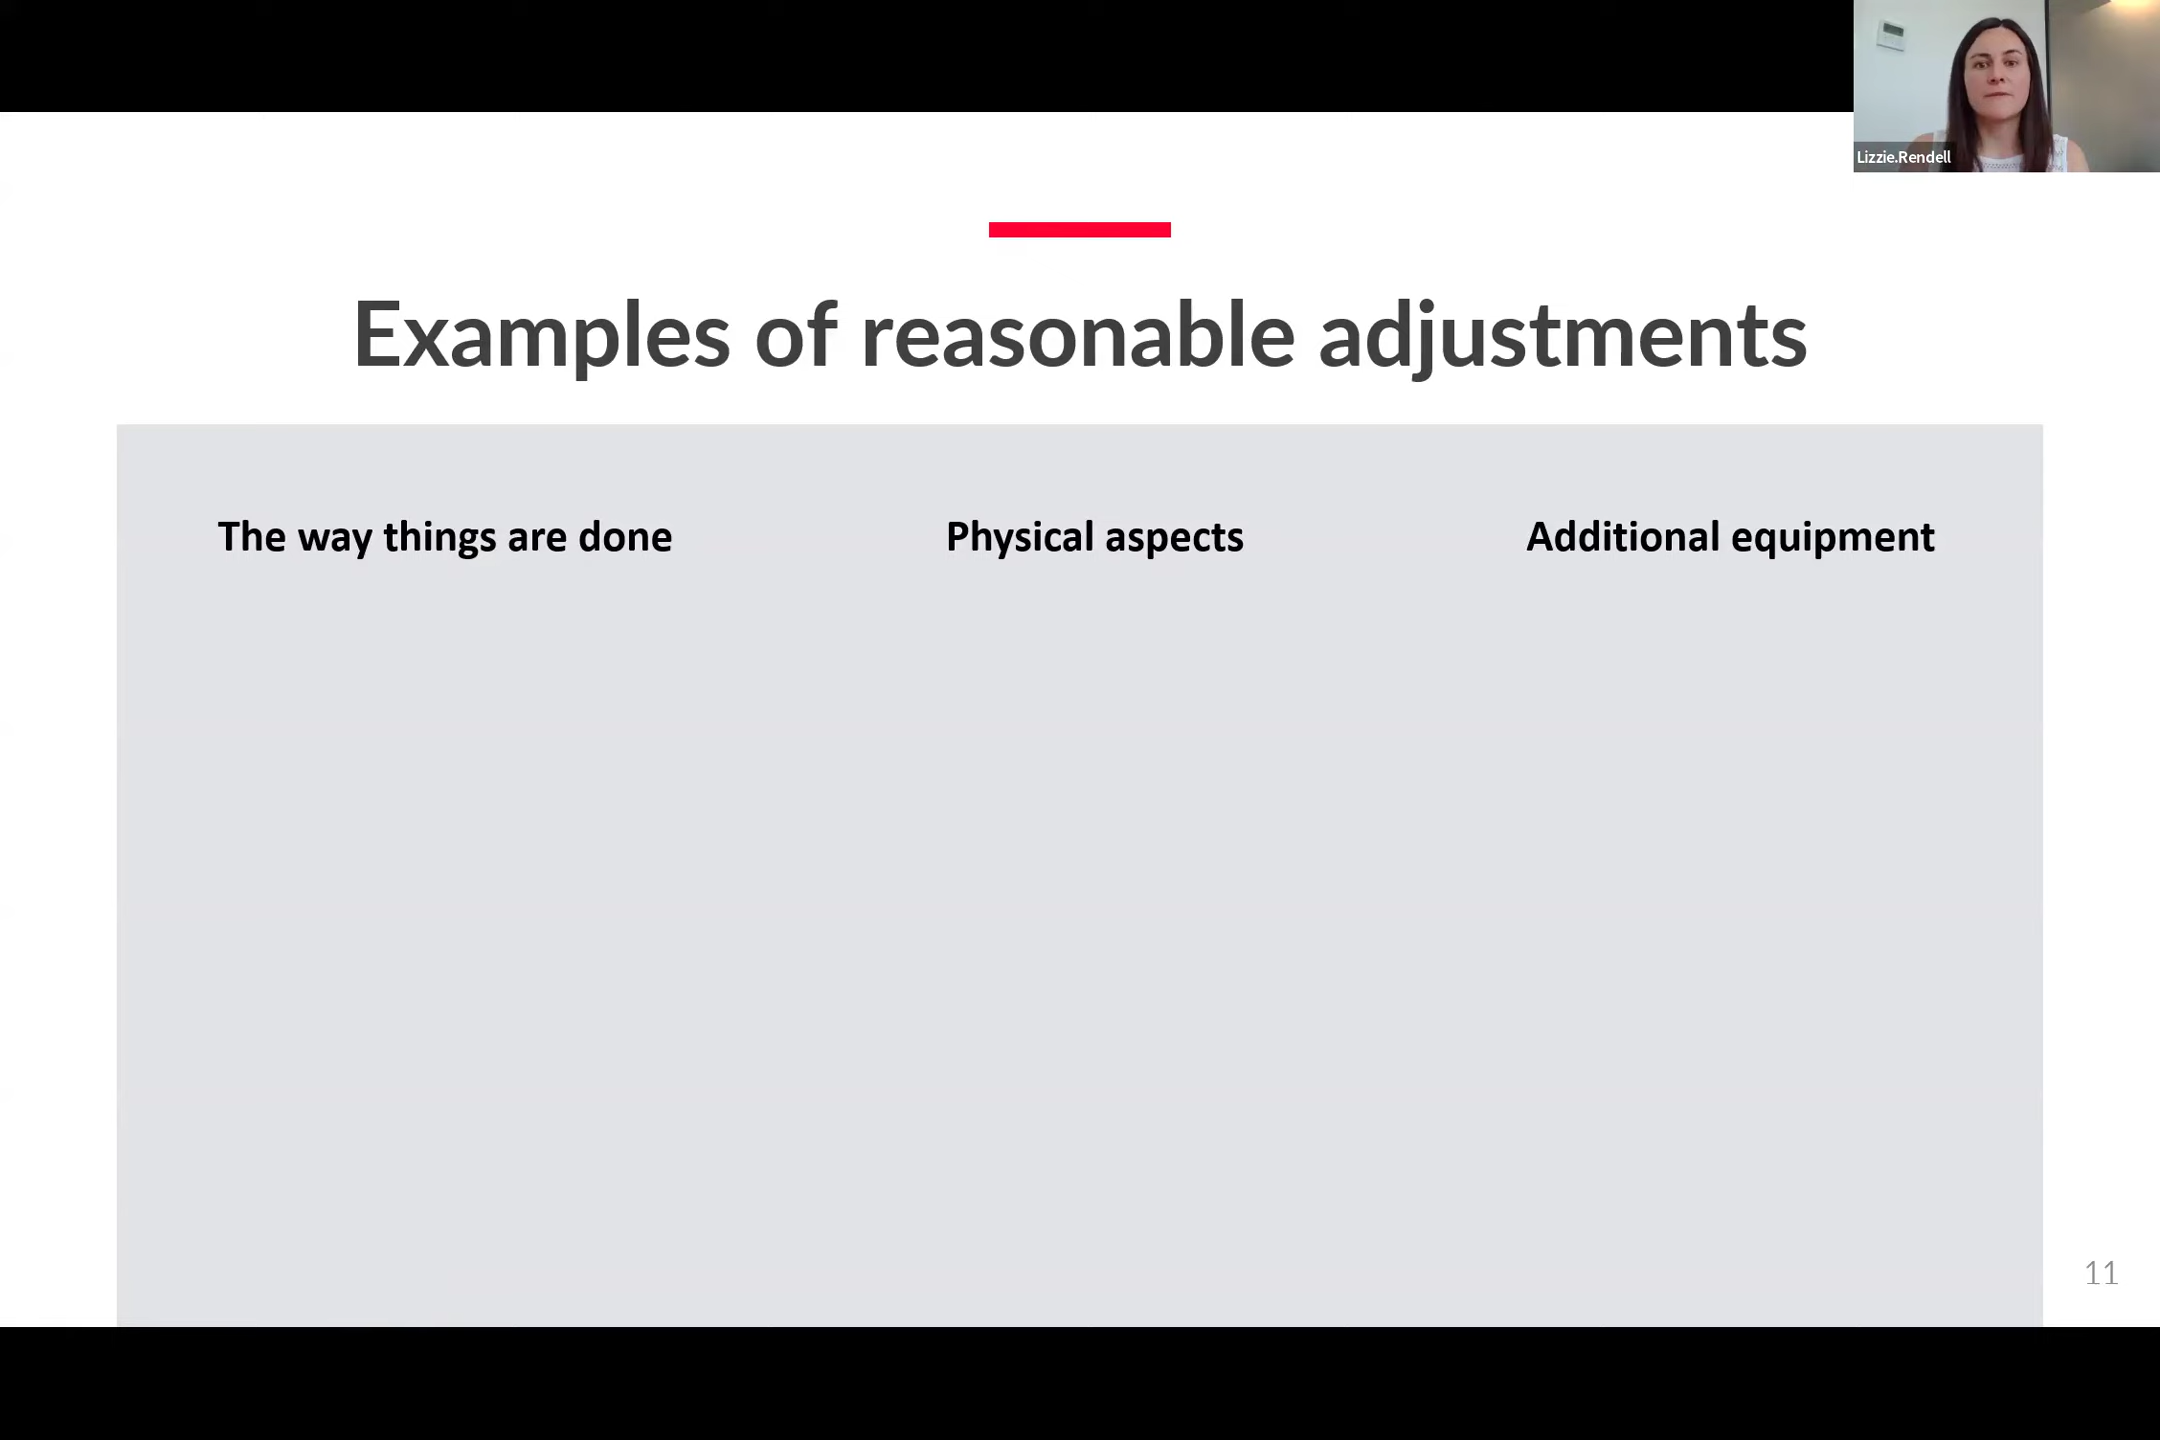 Lizzie.Rendell
Examples of reasonable adjustments
The way things are done
Physical aspects
Additional equipment
11